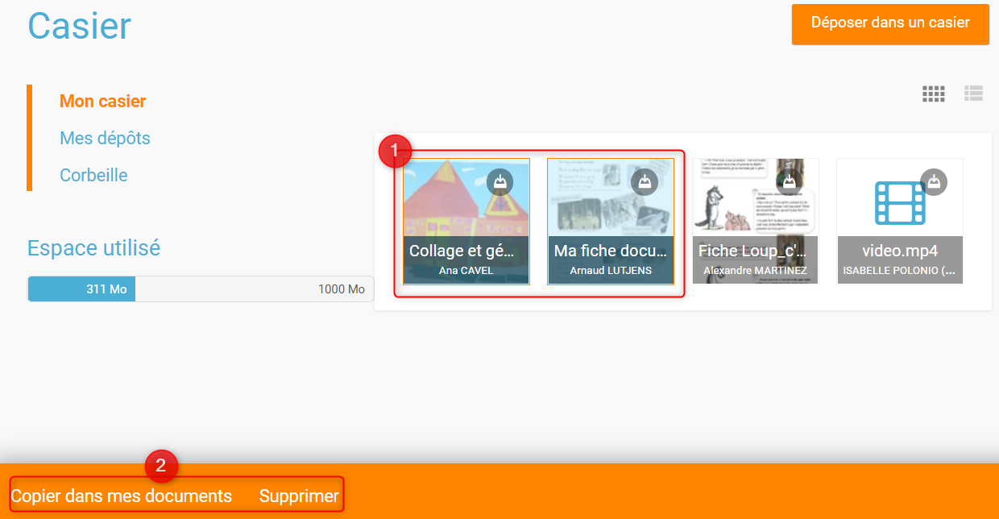 Casier
Déposer dans un casier
Mon casier
Mes dépôts
Corbeille
Espace utilisé
311 Mo
1000 Mo
1
Collage et gé...
Ana CAVEL
Ma fiche docu...
Arnaud LUTJENS
Fiche Loup_c'...
Alexandre MARTINEZ
video.mp4
ISABELLE POLONIO (...
2
Copier dans mes documents
Supprimer